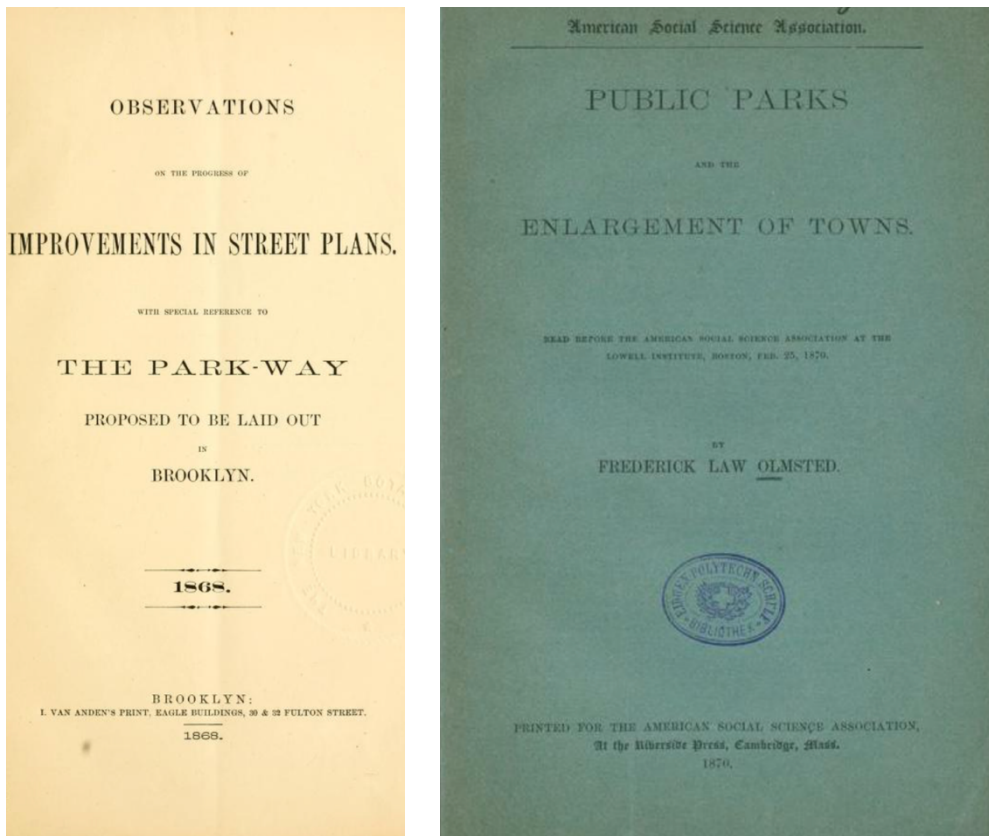 OBSERVATIONS
ON THE PROGRESS OF
IMPROVEMENTS IN STREET PLANS.
WITH SPECIAL REFERENCE TO
THE PARK-WAY
PROPOSED TO BE LAID OUT
IN
BROOKLYN.
LIBRARY
1868.
BROOKLYN:
I. VAN ANDEN'S PRINT, EAGLE BUILDINGS, 30 & 32 FULTON STREET.
1868.
American Social Science Association.
PUBLIC PARKS
AND THE
ENLARGEMENT OF TOWNS.
READ BEFORE THE AMERICAN SOCIAL SCIENCE ASSOCIATION AT THE
LOWELL INSTITUTE, BOSTON, FEB. 25, 1870.
BY
FREDERICK LAW OLMSTED.
BIBLIOTHEK
PRINTED FOR THE AMERICAN SOCIAL SCIENCE ASSOCIATION,
At the Riverside Press, Cambridge, Mass.
1870.